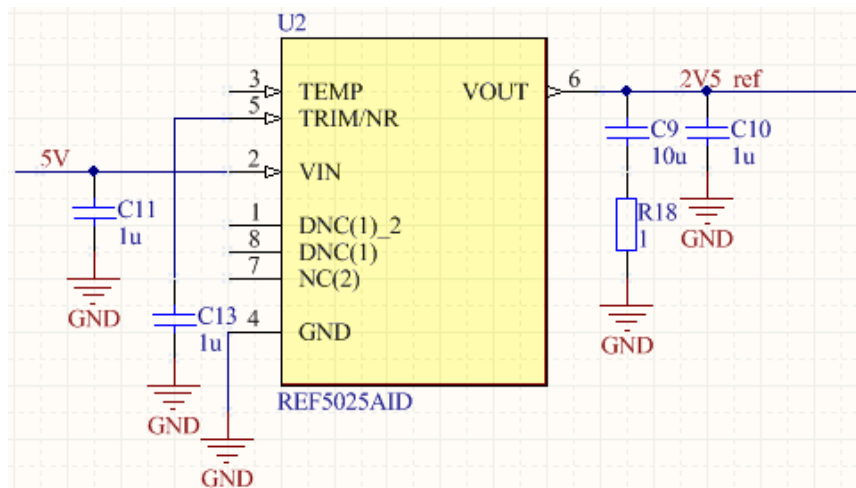 U2
3
TEMP
VOUT
6
2V5_ref
5
TRIM/NR
5V
2
VIN
C9
10u
C10
1u
C11
1u
1
DNC(1)_2
8
DNC(1)
7
NC(2)
R18
1
GND
GND
C13
1u
4
GND
GND
REF5025AID
GND
GND